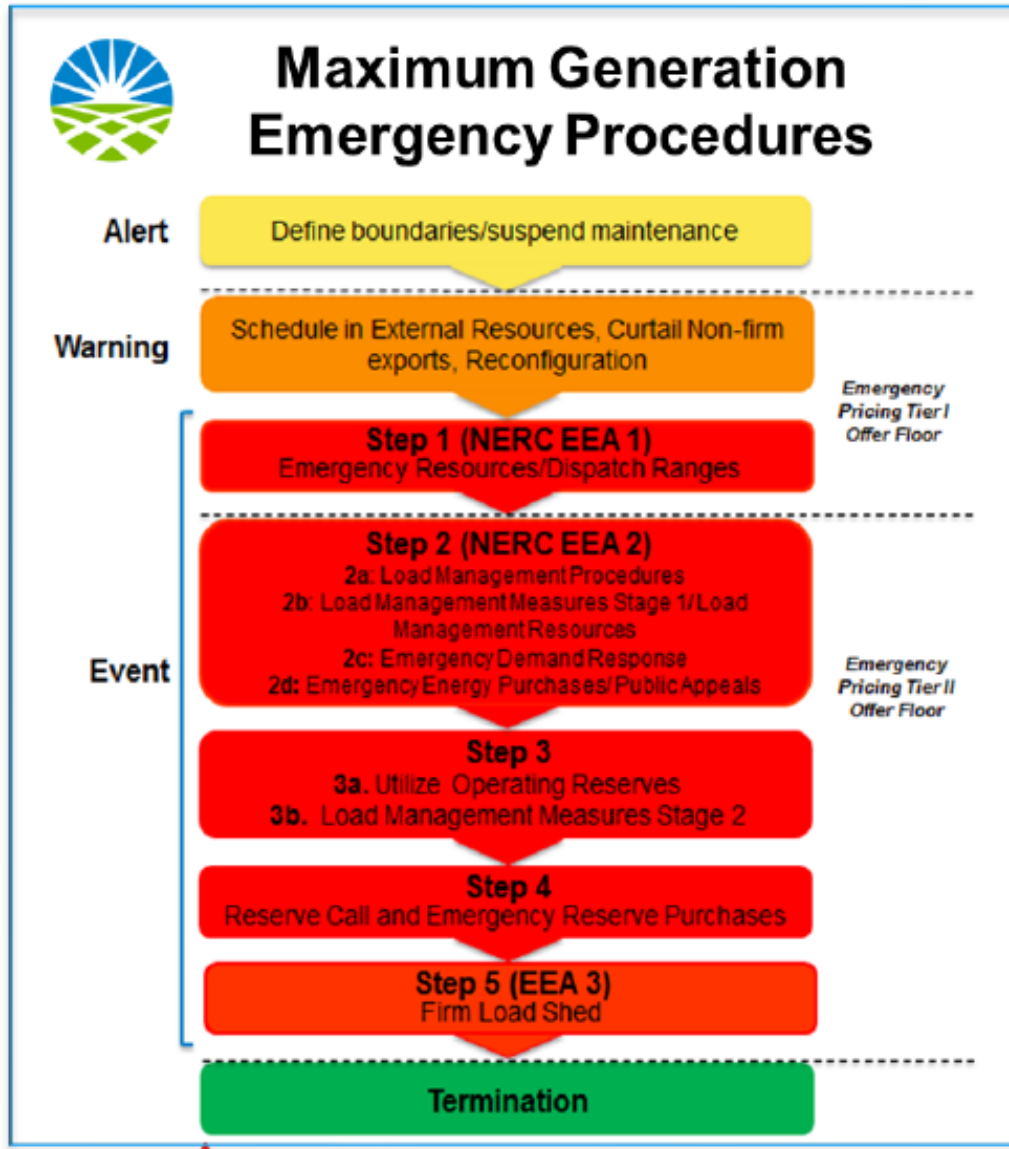 Maximum Generation
Emergency Procedures
Alert
Define boundaries/suspend maintenance
Warning
Schedule in External Resources, Curtail Non-firm
exports, Reconfiguration
Emergency
Pricing Tier I
Offer Floor
Event
Step 1 (NERC EEA 1)
Emergency Resources/Dispatch Ranges
Step 2 (NERC EEA 2)
2a: Load Management Procedures
2b: Load Management Measures Stage 1/ Load
Management Resources
2c: Emergency Demand Response
2d: Emergency Energy Purchases/ Public Appeals
Emergency
Pricing Tier II
Offer Floor
Step 3
3a. Utilize Operating Reserves
3b. Load Management Measures Stage 2
Step 4
Reserve Call and Emergency Reserve Purchases
Step 5 (EEA 3)
Firm Load Shed
Termination